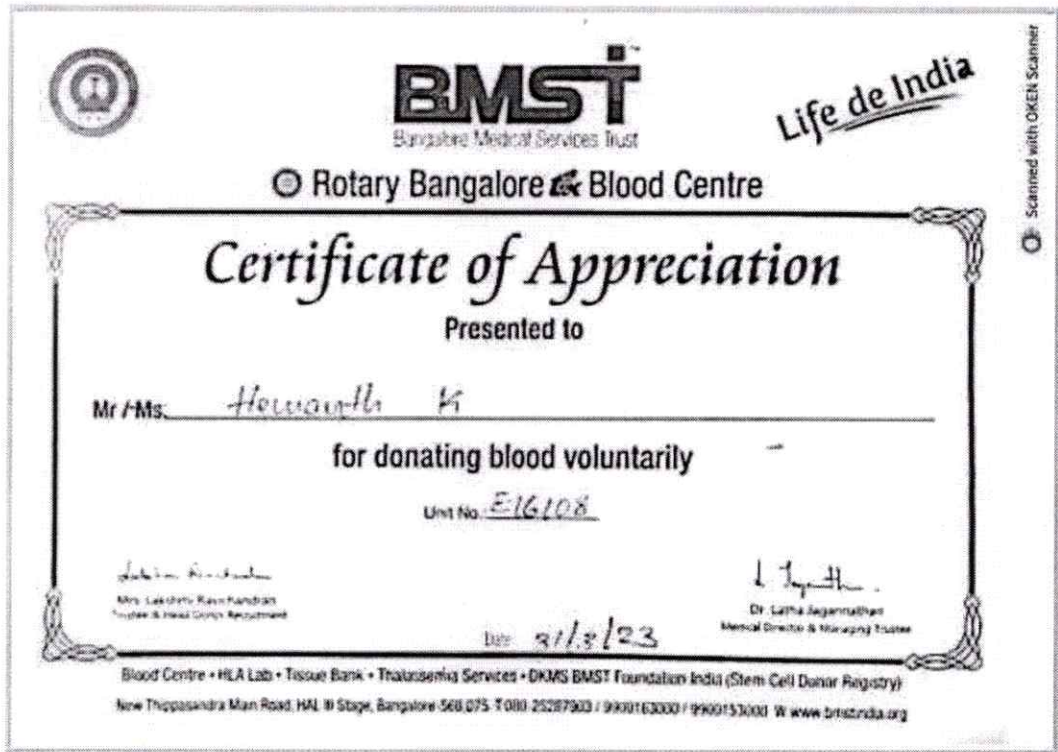 BMST
Bangalore Medical Services Trust
Life de India
Rotary Bangalore Blood Centre
Certificate of Appreciation
Presented to
Mr / Ms. Hemanth K
for donating blood voluntarily
Unit No. E16108
Mrs. Lakshmi Ravichandran
Trustee & Head Donor Recruitment
Dr. Latha Jagannathan
Medical Director & Managing Trustee
Date 31/3/23
Blood Centre • HLA Lab • Tissue Bank • Thalassemia Services • DKMS BMST Foundation India (Stem Cell Donor Registry)
New Thippasandra Main Road, HAL III Stage, Bangalore-560 075 T 080-25287903 / 9900163000 / 9900153000 W www.bmstindia.org
Scanned with OKEN Scanner